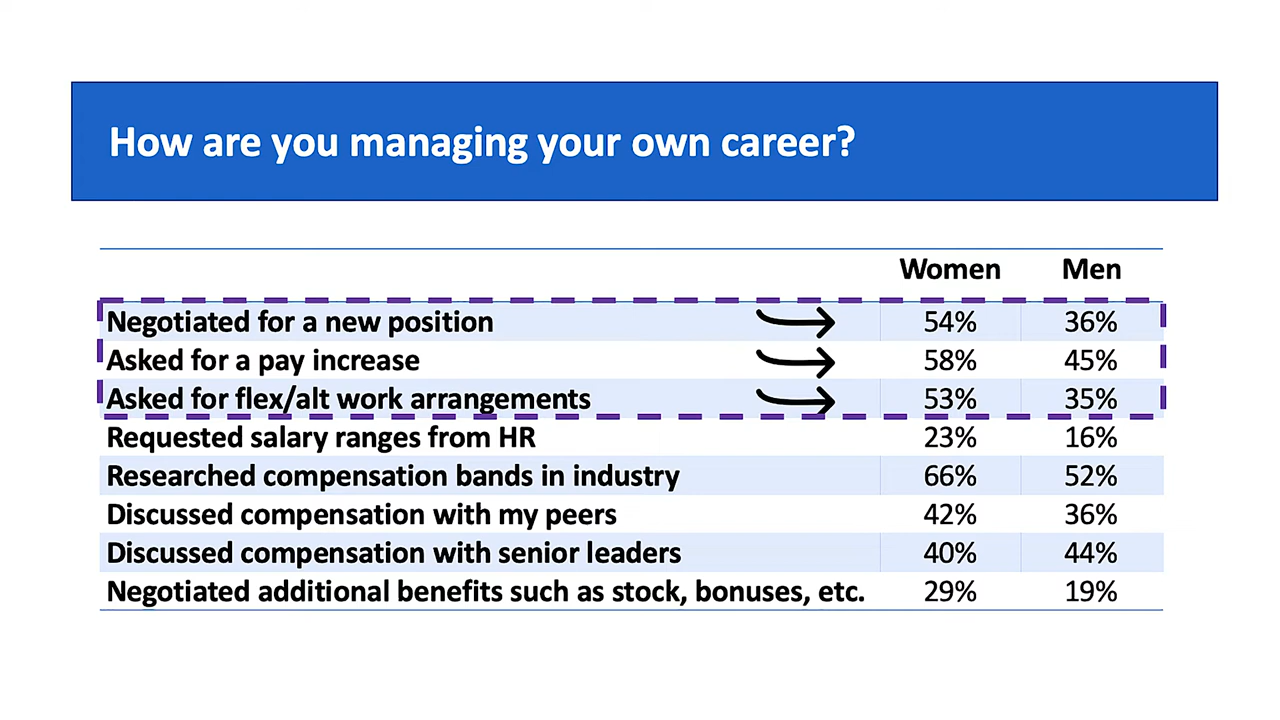 How are you managing your own career?
Women Men
Negotiated for a new position 54% 36%
Asked for a pay increase 58% 45%
Asked for flex/alt work arrangements 53% 35%
Requested salary ranges from HR 23% 16%
Researched compensation bands in industry 66% 52%
Discussed compensation with my peers 42% 36%
Discussed compensation with senior leaders 40% 44%
Negotiated additional benefits such as stock, bonuses, etc. 29% 19%